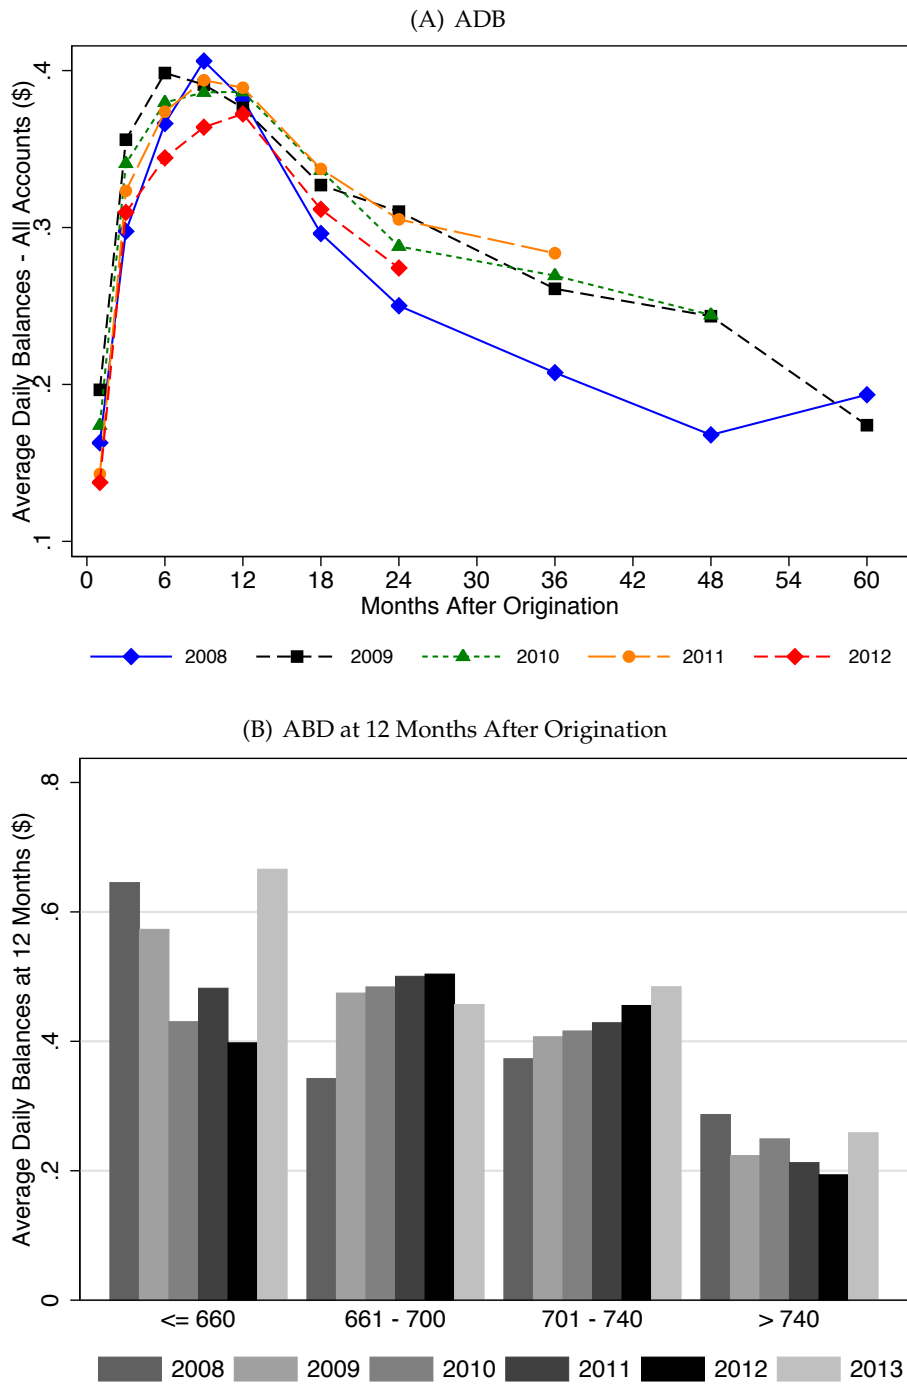 (A) ADB
Average Daily Balances - All Accounts ($)
.4
.3
.2
.1
0 6 12 18 24 30 36 42 48 54 60
Months After Origination
2008 2009 2010 2011 2012
(B) ABD at 12 Months After Origination
Average Daily Balances at 12 Months ($)
.8
.6
.4
.2
0
<= 660 661 - 700 701 - 740 > 740
2008 2009 2010 2011 2012 2013